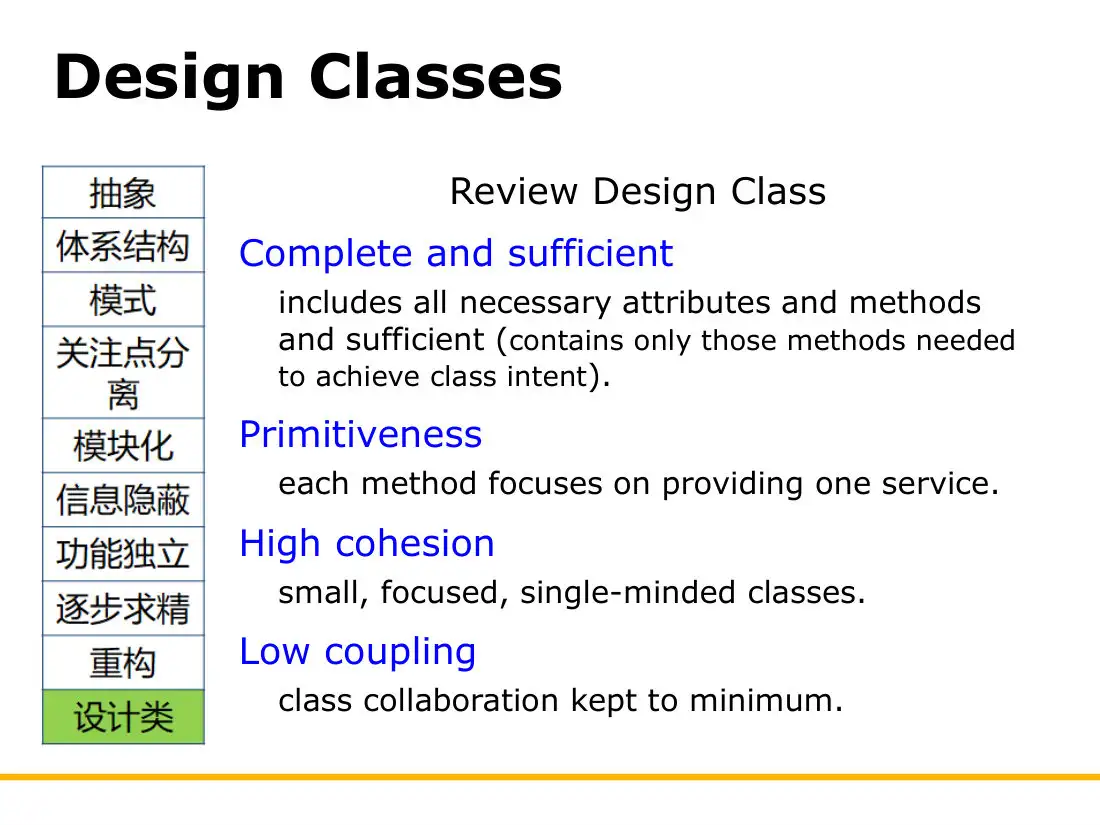 Design Classes
抽象
体系结构
模式
关注点分
离
模块化
信息隐蔽
功能独立
逐步求精
重构
设计类
Review Design Class
Complete and sufficient
includes all necessary attributes and methods
and sufficient (contains only those methods needed
to achieve class intent).
Primitiveness
each method focuses on providing one service.
High cohesion
small, focused, single-minded classes.
Low coupling
class collaboration kept to minimum.